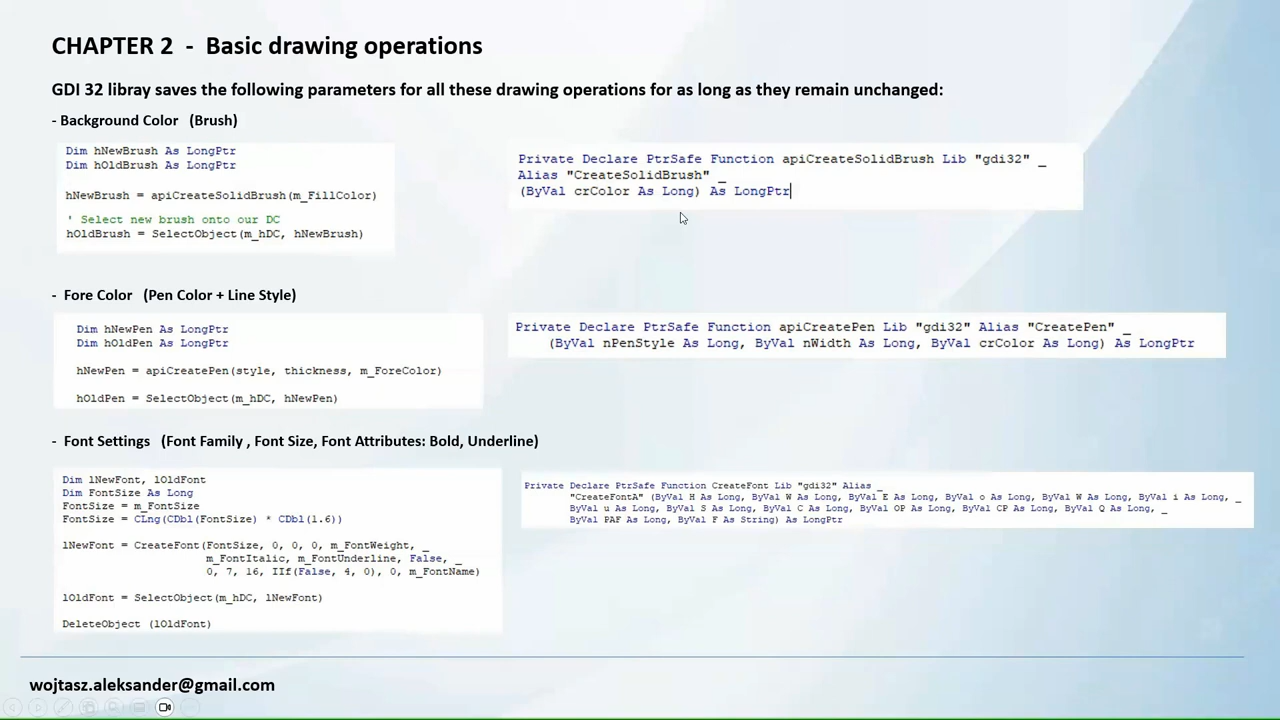 CHAPTER 2 - Basic drawing operations
GDI 32 libray saves the following parameters for all these drawing operations for as long as they remain unchanged:
- Background Color (Brush)
Dim hNewBrush As LongPtr
Dim hOldBrush As LongPtr
hNewBrush = apiCreateSolidBrush(m_FillColor)
' Select new brush onto our DC
hOldBrush = SelectObject(m_hDC, hNewBrush)
Private Declare PtrSafe Function apiCreateSolidBrush Lib "gdi32" _
Alias "CreateSolidBrush" _
(ByVal crColor As Long) As LongPtr
- Fore Color (Pen Color + Line Style)
Dim hNewPen As LongPtr
Dim hOldPen As LongPtr
hNewPen = apiCreatePen(style, thickness, m_ForeColor)
hOldPen = SelectObject(m_hDC, hNewPen)
Private Declare PtrSafe Function apiCreatePen Lib "gdi32" Alias "CreatePen" _
(ByVal nPenStyle As Long, ByVal nWidth As Long, ByVal crColor As Long) As LongPtr
- Font Settings (Font Family , Font Size, Font Attributes: Bold, Underline)
Dim lNewFont, lOldFont
Dim FontSize As Long
FontSize = m_FontSize
FontSize = CLng(CDbl(FontSize) * CDbl(1.6))
lNewFont = CreateFont(FontSize, 0, 0, 0, m_FontWeight, _
m_FontItalic, m_FontUnderline, False, _
0, 7, 16, IIf(False, 4, 0), 0, m_FontName)
lOldFont = SelectObject(m_hDC, lNewFont)
DeleteObject (lOldFont)
Private Declare PtrSafe Function CreateFont Lib "gdi32" Alias _
"CreateFontA" (ByVal H As Long, ByVal W As Long, ByVal E As Long, ByVal o As Long, ByVal W As Long, ByVal i As Long, _
ByVal u As Long, ByVal S As Long, ByVal C As Long, ByVal OP As Long, ByVal CP As Long, ByVal Q As Long, _
ByVal PAF As Long, ByVal F As String) As LongPtr
wojtasz.aleksander@gmail.com